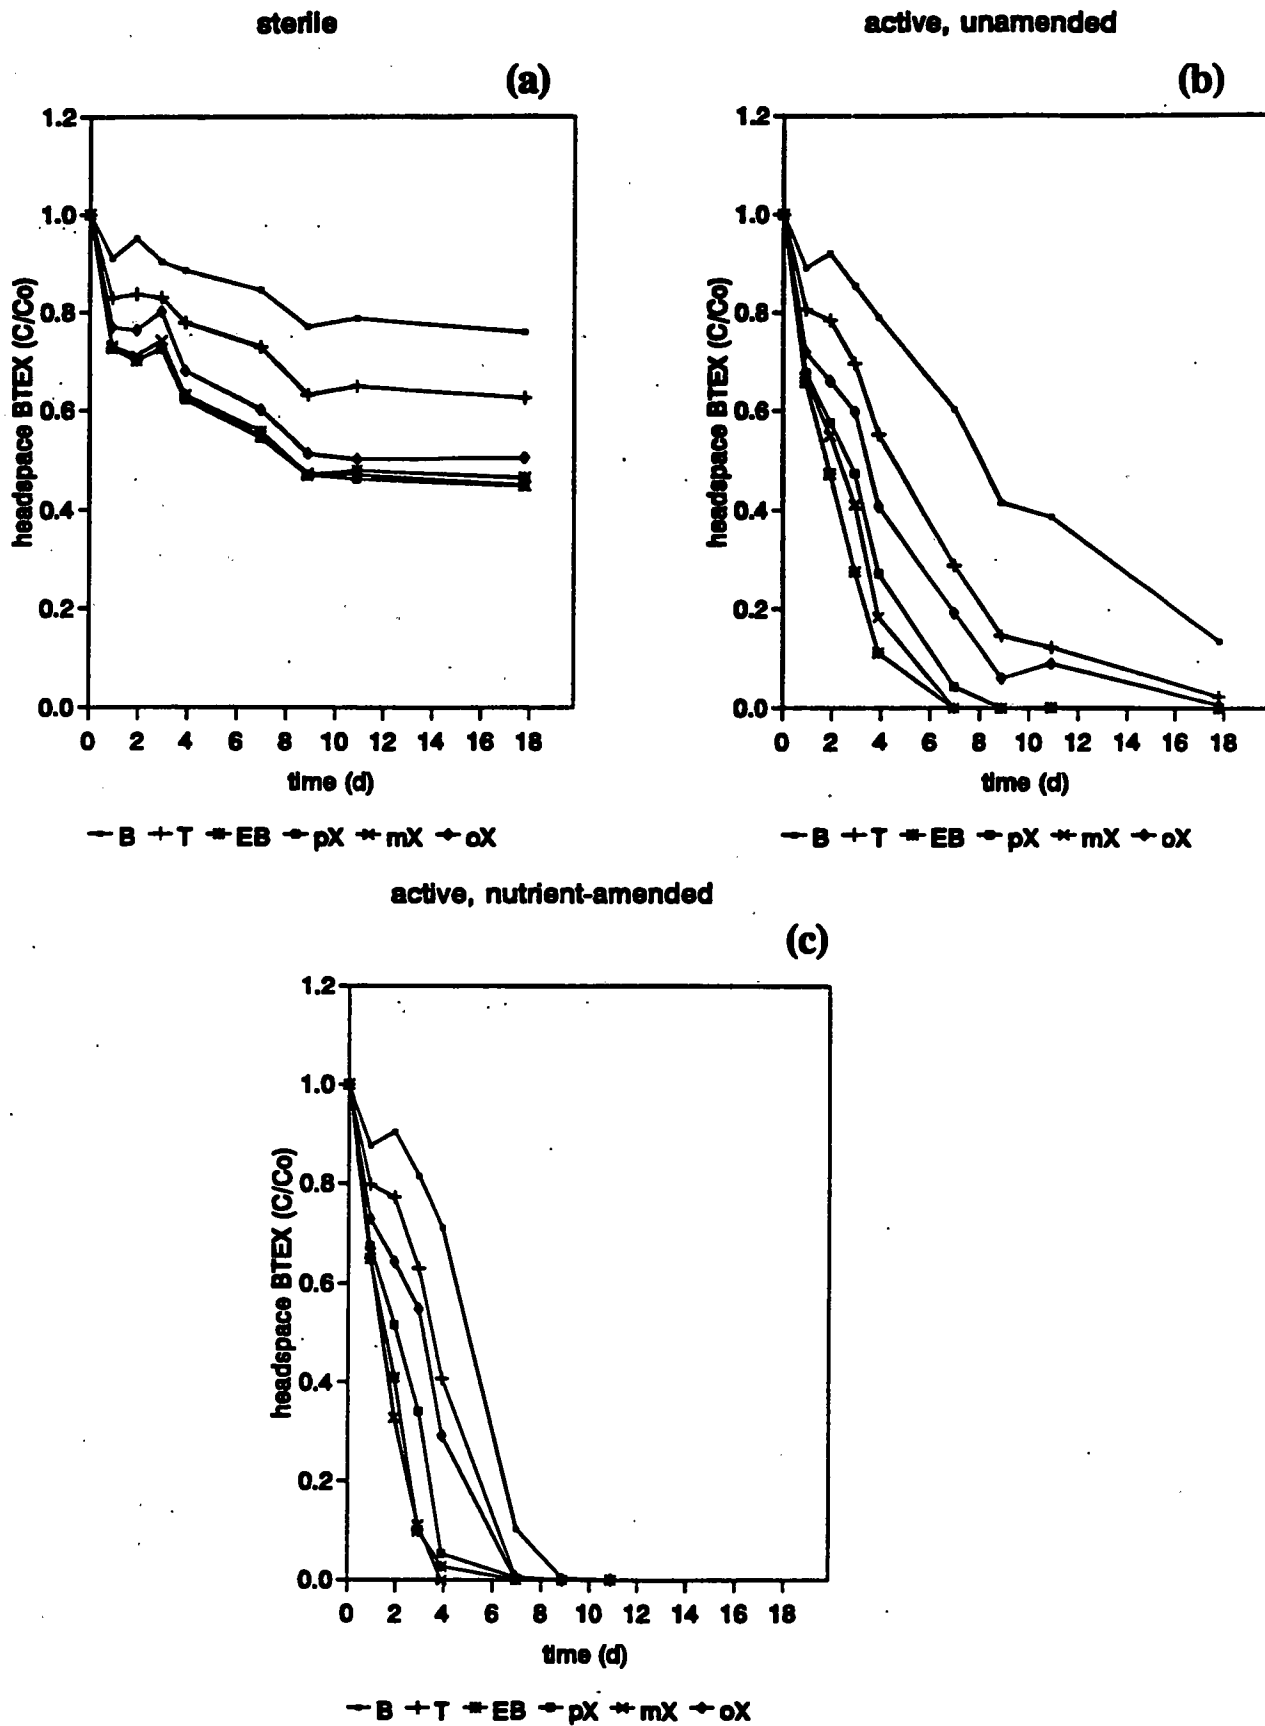 sterile
active, unamended
(a)
(b)
1.2
1.0
0.8
0.6
0.4
0.2
0.0
headspace BTEX (C/Co)
0 2 4 6 8 10 12 14 16 18
time (d)
B T EB pX mX oX
1.2
1.0
0.8
0.6
0.4
0.2
0.0
headspace BTEX (C/Co)
0 2 4 6 8 10 12 14 16 18
time (d)
B T EB pX mX oX
active, nutrient-amended
(c)
1.2
1.0
0.8
0.6
0.4
0.2
0.0
headspace BTEX (C/Co)
0 2 4 6 8 10 12 14 16 18
time (d)
B T EB pX mX oX